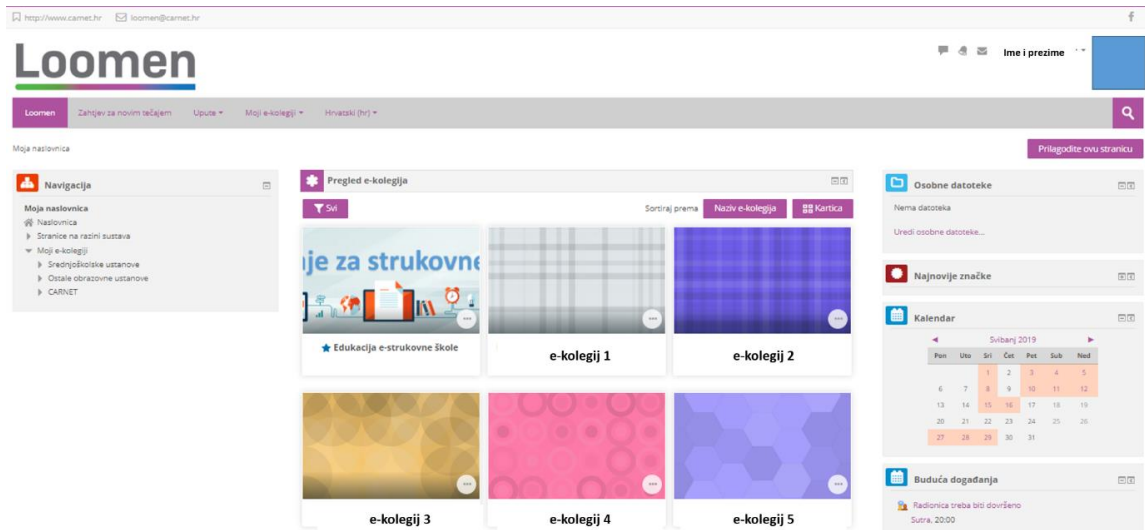 http://www.carnet.hr loomen@carnet.hr
Loomen
Ime i prezime
Loomen Zahtjev za novim tečajem Upute Moji e-kolegiji Hrvatski (hr)
Moja naslovnica
Prilagodite ovu stranicu
Navigacija
Moja naslovnica
Naslovnica
Stranice na razini sustava
Moji e-kolegiji
Srednjoškolske ustanove
Ostale obrazovne ustanove
CARNET
Pregled e-kolegija
Svi
Sortiraj prema Naziv e-kolegija Kartica
je za strukovne
Edukacija e-strukovne škole
e-kolegij 1
e-kolegij 2
e-kolegij 3
e-kolegij 4
e-kolegij 5
Osobne datoteke
Nema datoteka
Uredi osobne datoteke...
Najnovije značke
Kalendar
Svibanj 2019
Pon Uto Sri Čet Pet Sub Ned
1 2 3 4 5
6 7 8 9 10 11 12
13 14 15 16 17 18 19
20 21 22 23 24 25 26
27 28 29 30 31
Buduća događanja
Radionica treba biti dovršeno
Sutra, 20:00